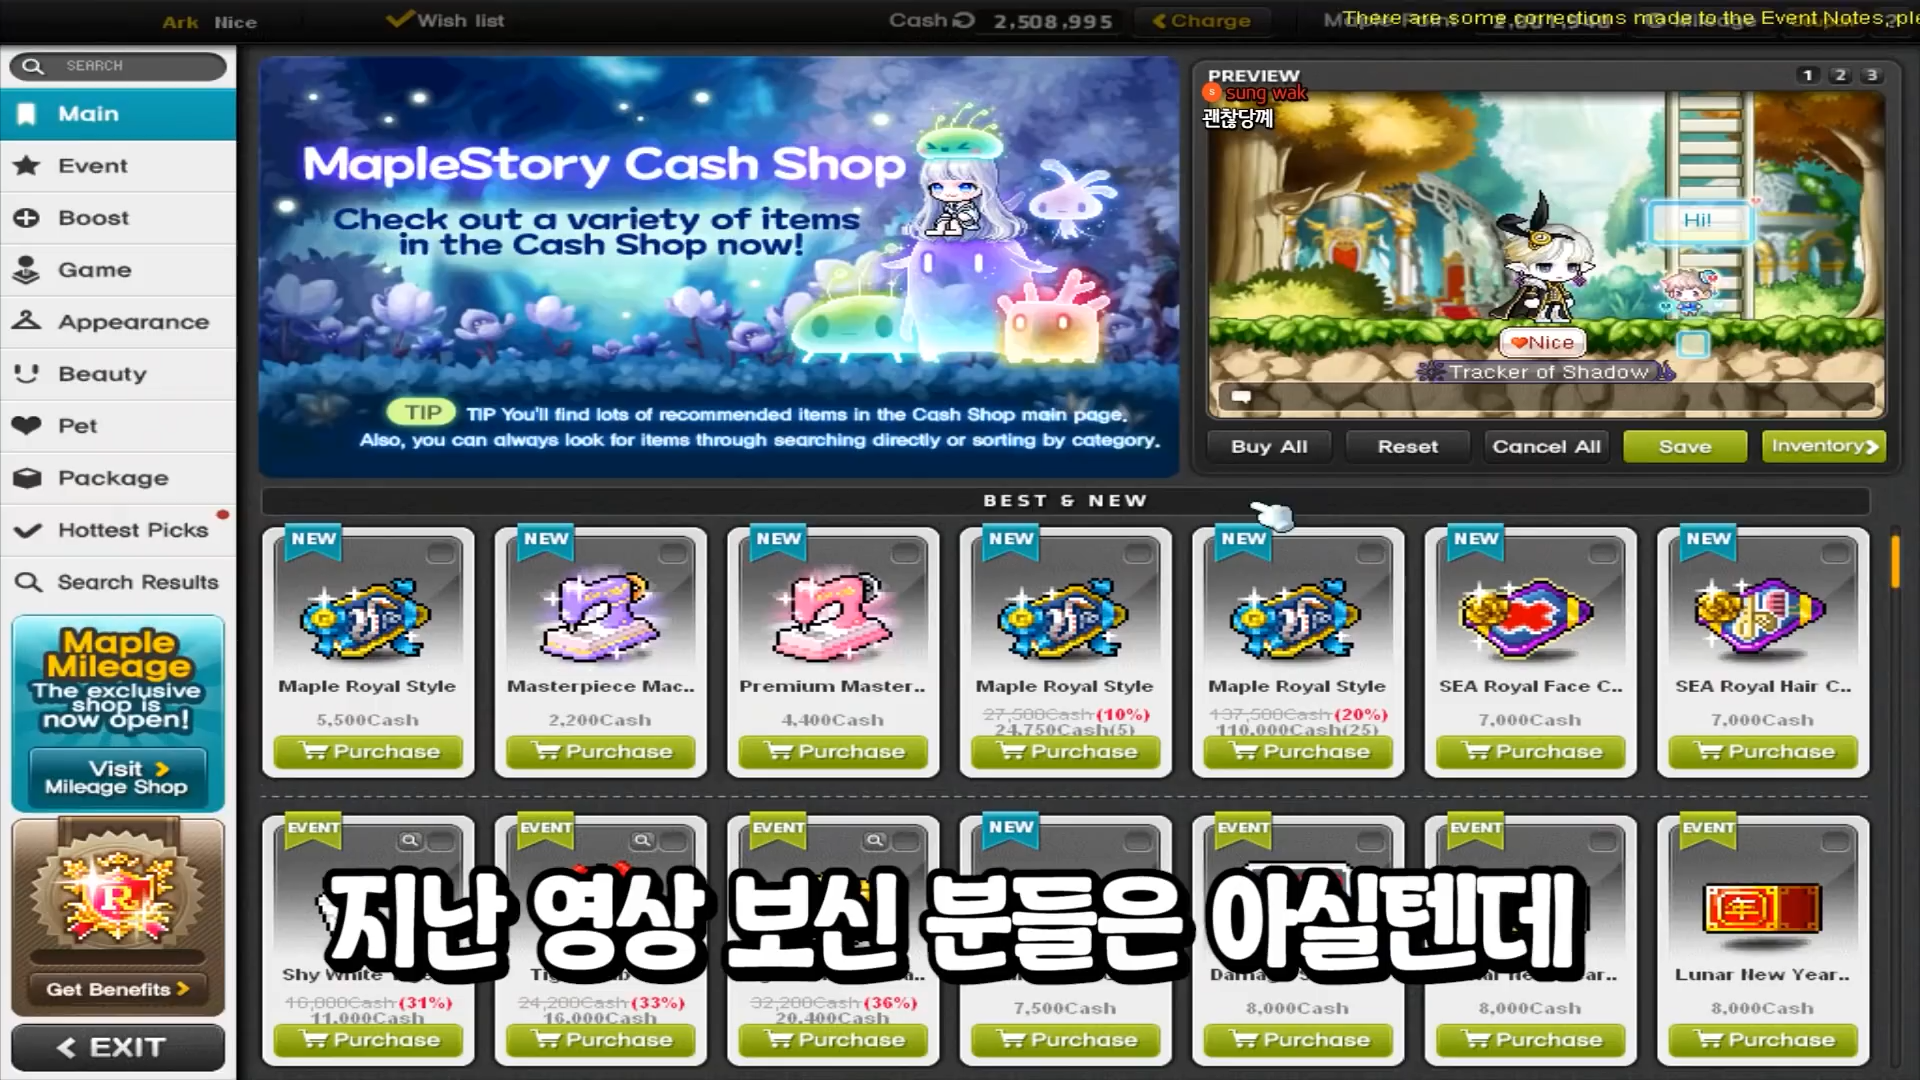 Ark Nice
Wish list
Cash 2,508,995
Charge
There are some corrections made to the Event Notes, ple
SEARCH
Main
Event
Boost
Game
Appearance
Beauty
Pet
Package
Hottest Picks
Search Results
Maple
Mileage
The exclusive
shop is
now open!
Visit
Mileage Shop
R
Get Benefits
EXIT
MapleStory Cash Shop
Check out a variety of items
in the Cash Shop now!
TIP
TIP You'll find lots of recommended items in the Cash Shop main page.
Also, you can always look for items through searching directly or sorting by category.
PREVIEW
1 2 3
sung wak
괜찮당께
Hi!
Nice
Tracker of Shadow
Buy All
Reset
Cancel All
Save
Inventory
BEST & NEW
NEW NEW NEW NEW NEW NEW NEW
Maple Royal Style
5,500Cash
Purchase
Masterpiece Mac..
2,200Cash
Purchase
Premium Master..
4,400Cash
Purchase
Maple Royal Style
27,500Cash (10%)
24,750Cash(5)
Purchase
Maple Royal Style
137,500Cash (20%)
110,000Cash(25)
Purchase
SEA Royal Face C..
7,000Cash
Purchase
SEA Royal Hair C..
7,000Cash
Purchase
EVENT EVENT EVENT NEW EVENT EVENT EVENT
지난 영상 보신 분들은 아실텐데
Shy White
16,000Cash (31%)
11,000Cash
Purchase
24,200Cash (33%)
16,000Cash
Purchase
32,200Cash (36%)
20,400Cash
Purchase
7,500Cash
Purchase
8,000Cash
Purchase
8,000Cash
Purchase
年
Lunar New Year..
8,000Cash
Purchase